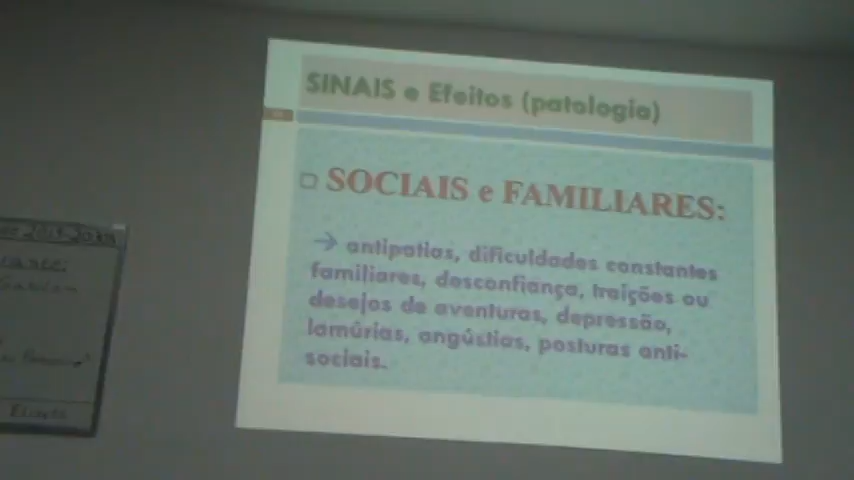 SINAIS e Efeitos (patologia)
SOCIAIS e FAMILIARES:
→ antipatias, dificuldades constantes
familiares, desconfiança, traições ou
desejos de aventuras, depressão,
lamúrias, angústias, posturas anti-
sociais.